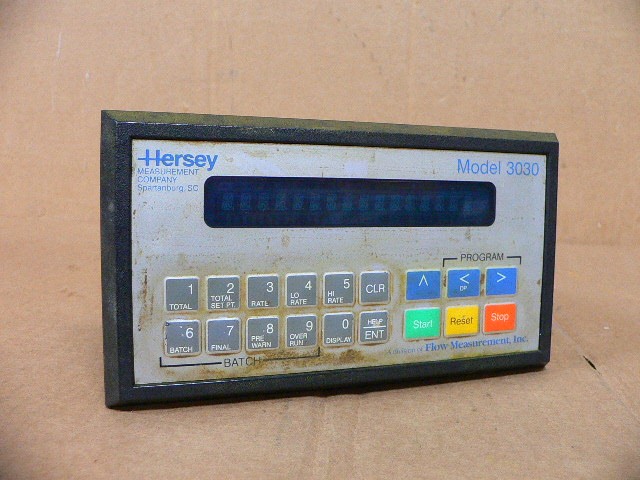 Hersey
MEASUREMENT
COMPANY
Spartanburg, SC
Model 3030
PROGRAM
1 TOTAL
2 TOTAL SET PT.
3 RATE
4 LO RATE
5 HI RATE
CLR
^
< DP
>
6 BATCH
7 FINAL
8 PRE WARN
9 OVER RUN
0 DISPLAY
HELP ENT
Start
Reset
Stop
BATCH
Flow Measurement, Inc.